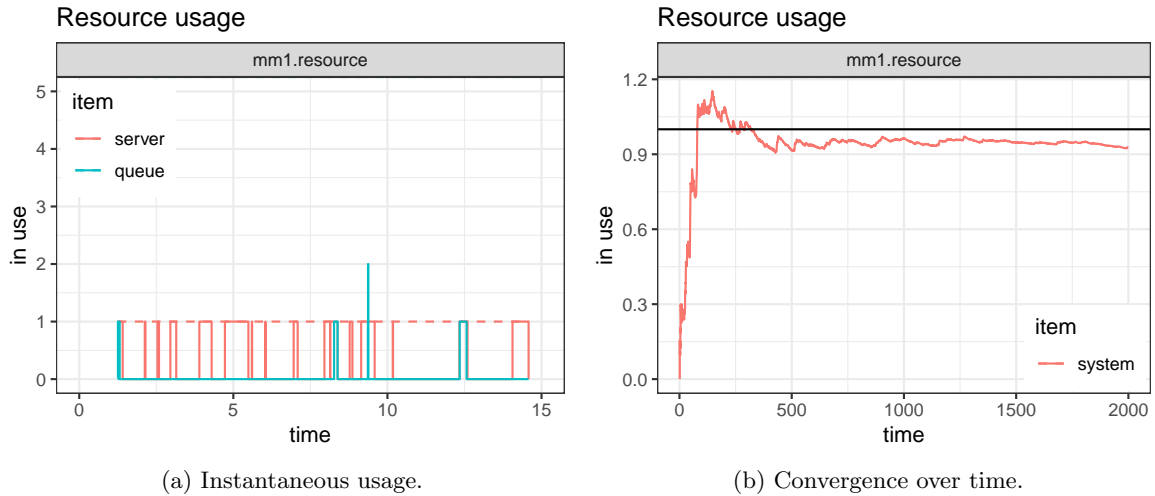 Resource usage
mm1.resource
5
4
3
2
1
0
in use
item
server
queue
0 5 10 15
time
(a) Instantaneous usage.
Resource usage
mm1.resource
1.2
0.9
0.6
0.3
0.0
in use
item
system
0 500 1000 1500 2000
time
(b) Convergence over time.